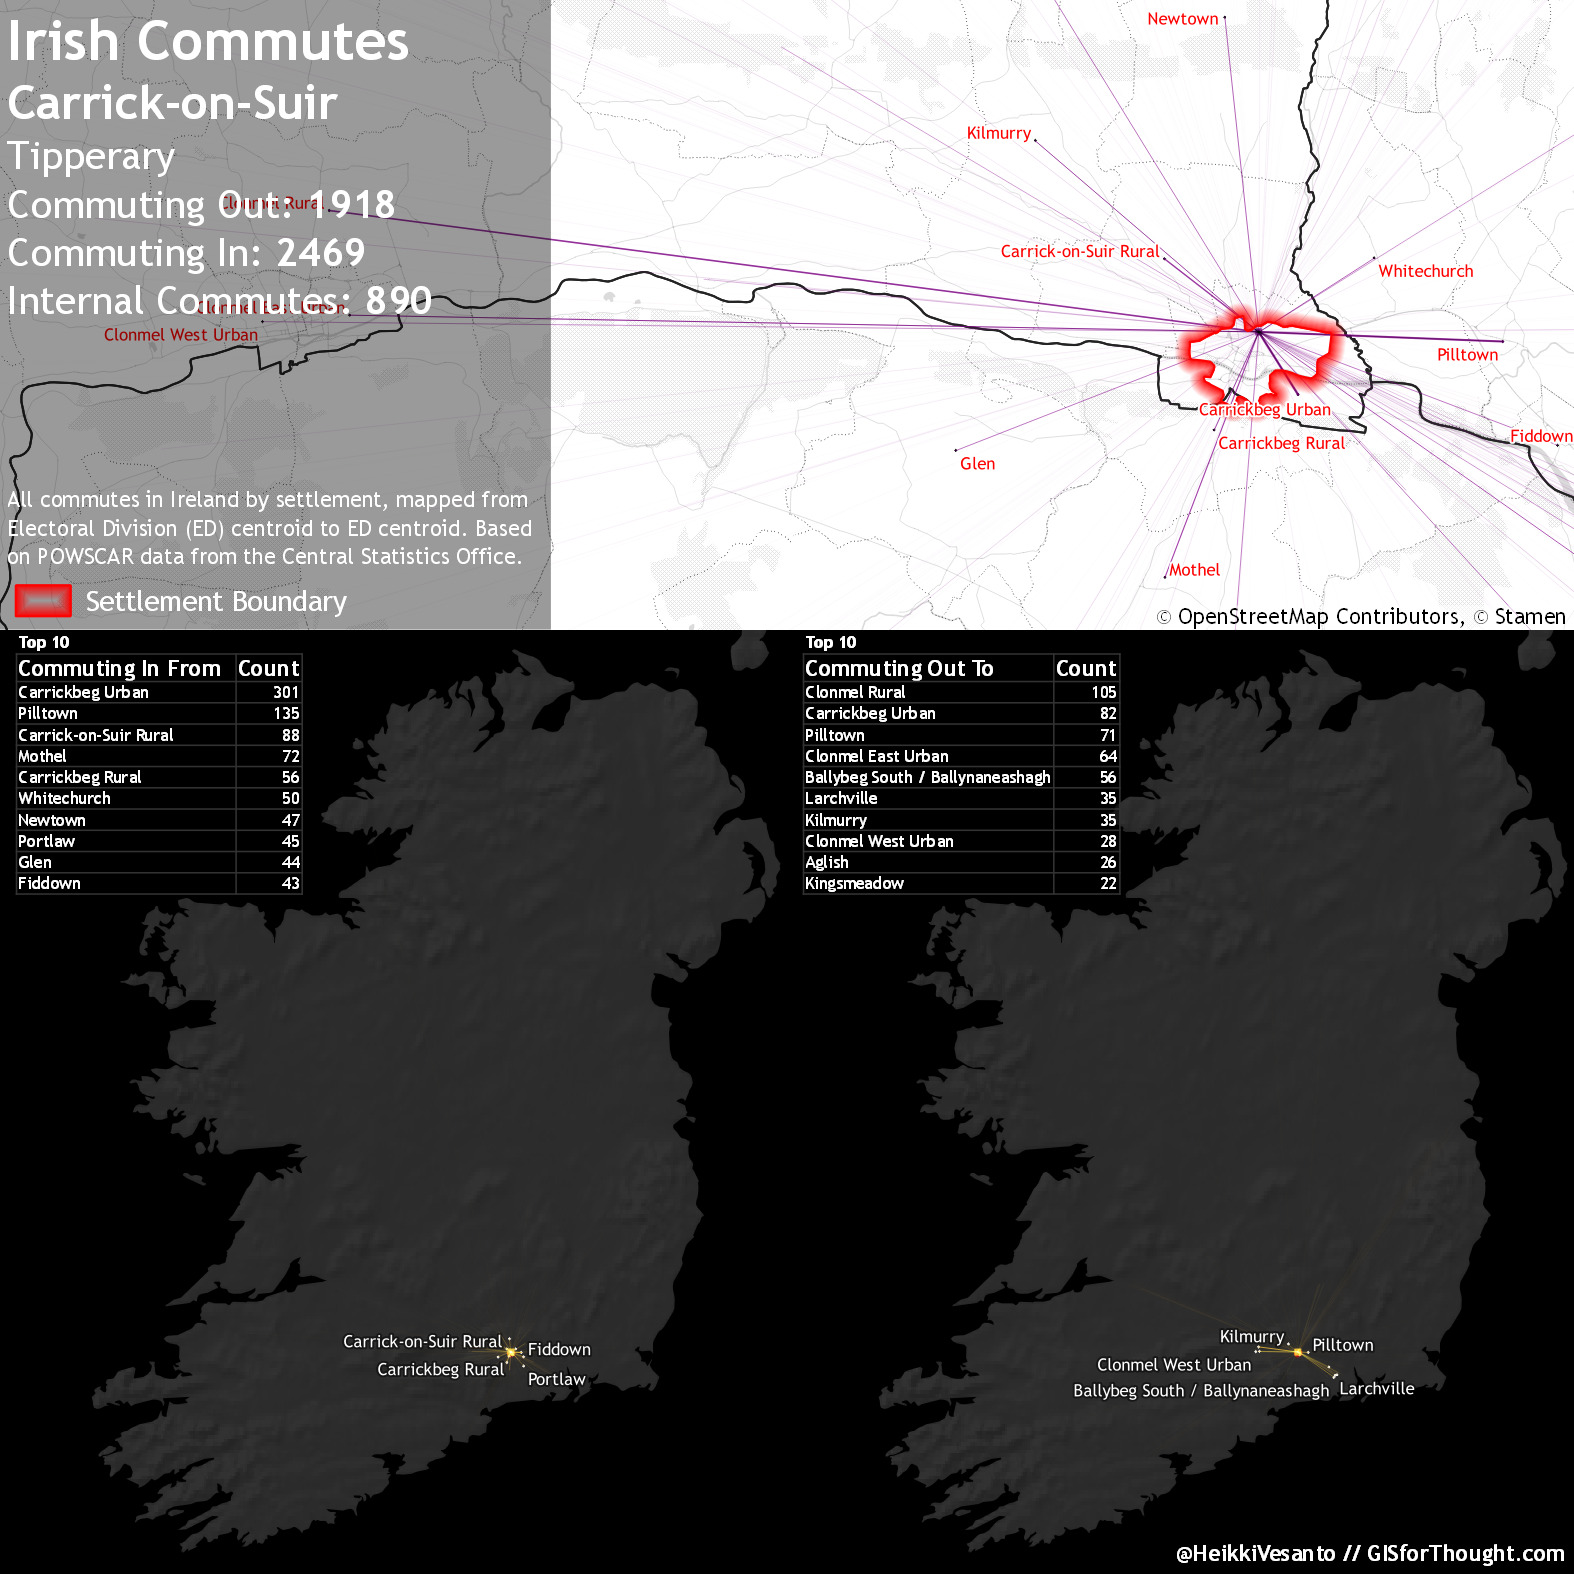 Irish Commutes
Carrick-on-Suir
Tipperary
Commuting Out: 1918
Commuting In: 2469
Internal Commutes: 890
Clonmel Rural
Clonmel East Urban
Clonmel West Urban
All commutes in Ireland by settlement, mapped from
Electoral Division (ED) centroid to ED centroid. Based
on POWSCAR data from the Central Statistics Office.
Settlement Boundary
Newtown
Kilmurry
Carrick-on-Suir Rural
Whitechurch
Pilltown
Carrickbeg Urban
Carrickbeg Rural
Fiddown
Glen
Mothel
© OpenStreetMap Contributors, © Stamen
Top 10
Commuting In From Count
Carrickbeg Urban 301
Pilltown 135
Carrick-on-Suir Rural 88
Mothel 72
Carrickbeg Rural 56
Whitechurch 50
Newtown 47
Portlaw 45
Glen 44
Fiddown 43
Top 10
Commuting Out To Count
Clonmel Rural 105
Carrickbeg Urban 82
Pilltown 71
Clonmel East Urban 64
Ballybeg South / Ballynaneashagh 56
Larchville 35
Kilmurry 35
Clonmel West Urban 28
Aglish 26
Kingsmeadow 22
Carrick-on-Suir Rural
Fiddown
Carrickbeg Rural
Portlaw
Kilmurry
Pilltown
Clonmel West Urban
Ballybeg South / Ballynaneashagh
Larchville
@HeikkiVesanto // GISforThought.com